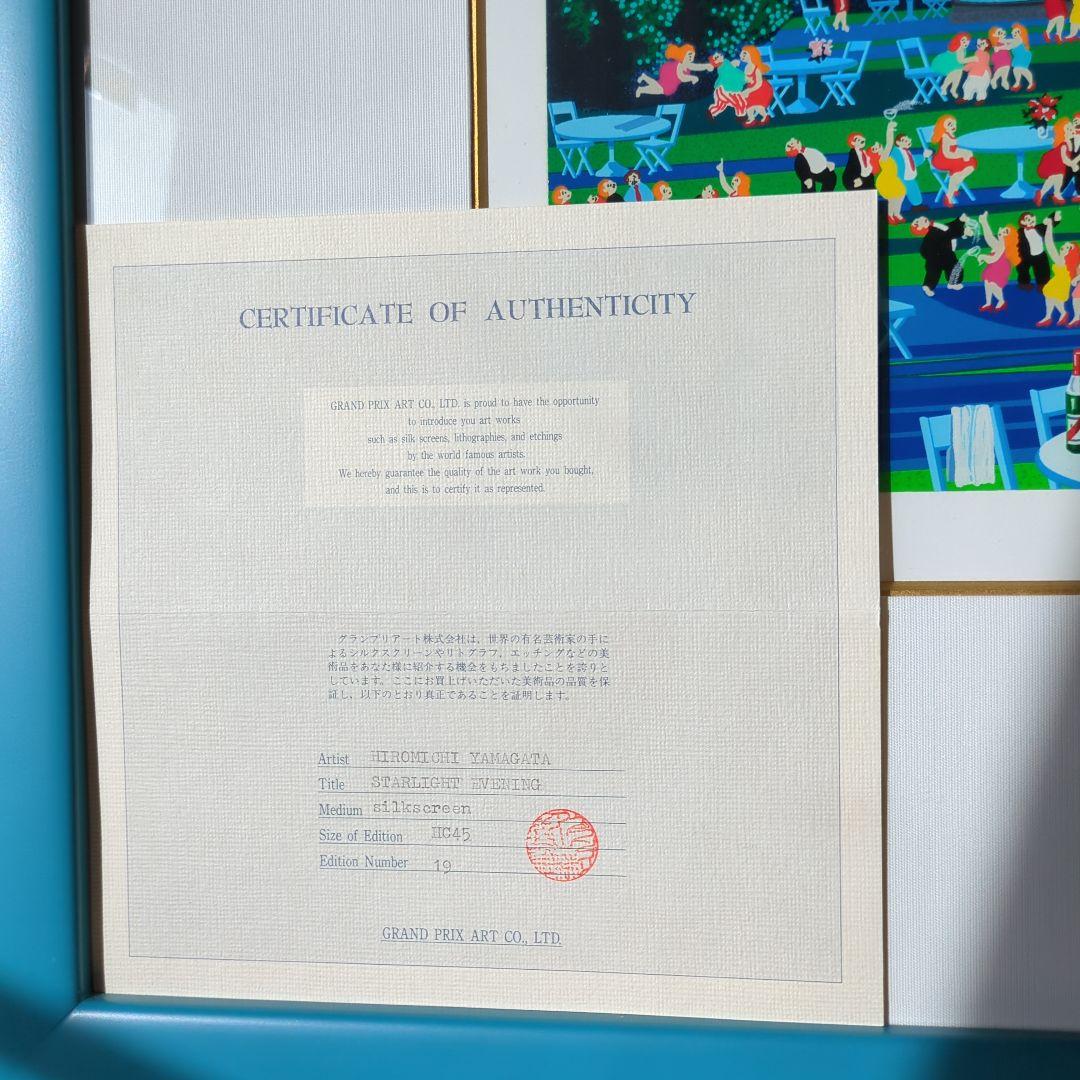 CERTIFICATE OF AUTHENTICITY
GRAND PRIX ART CO., LTD. is proud to have the opportunity
to introduce you art works
such as silk screens, lithographies, and etchings
by the world famous artists.
We hereby guarantee the quality of the art work you bought,
and this is to certify it as represented.
グランプリアート株式会社は、世界の有名芸術家の手に
よるシルクスクリーンやリトグラフ、エッチングなどの美
術品をあなた様に紹介する機会をもちましたことを誇りと
しています。ここにお買上げいただいた美術品の品質を保
証し、以下のとおり真正であることを証明します。
Artist HIROMICHI YAMAGATA
Title STARLIGHT EVENING
Medium silkscreen
Size of Edition HC45
Edition Number 19
GRAND PRIX ART CO., LTD.